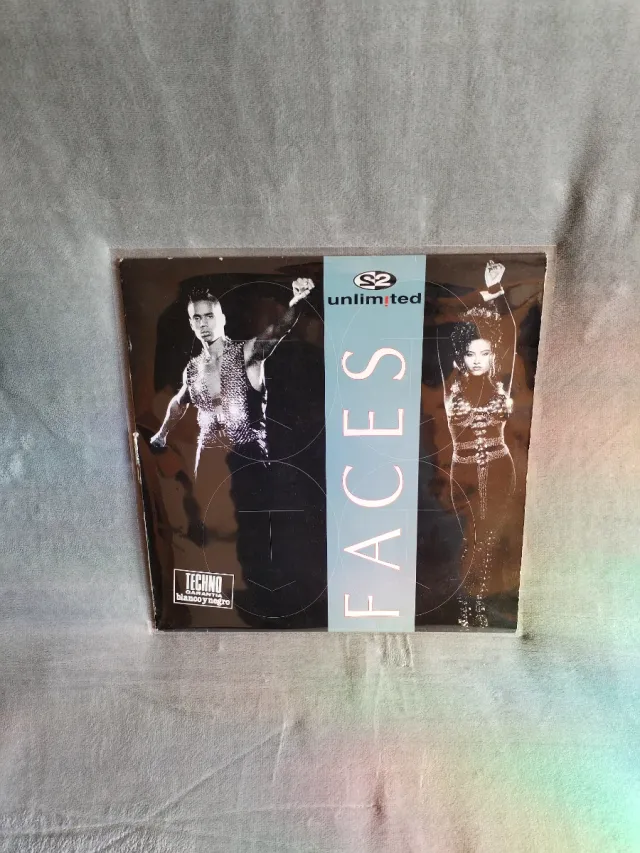 2
unlimited
FACES
TECHNO
GARANTIA
blanco y negro